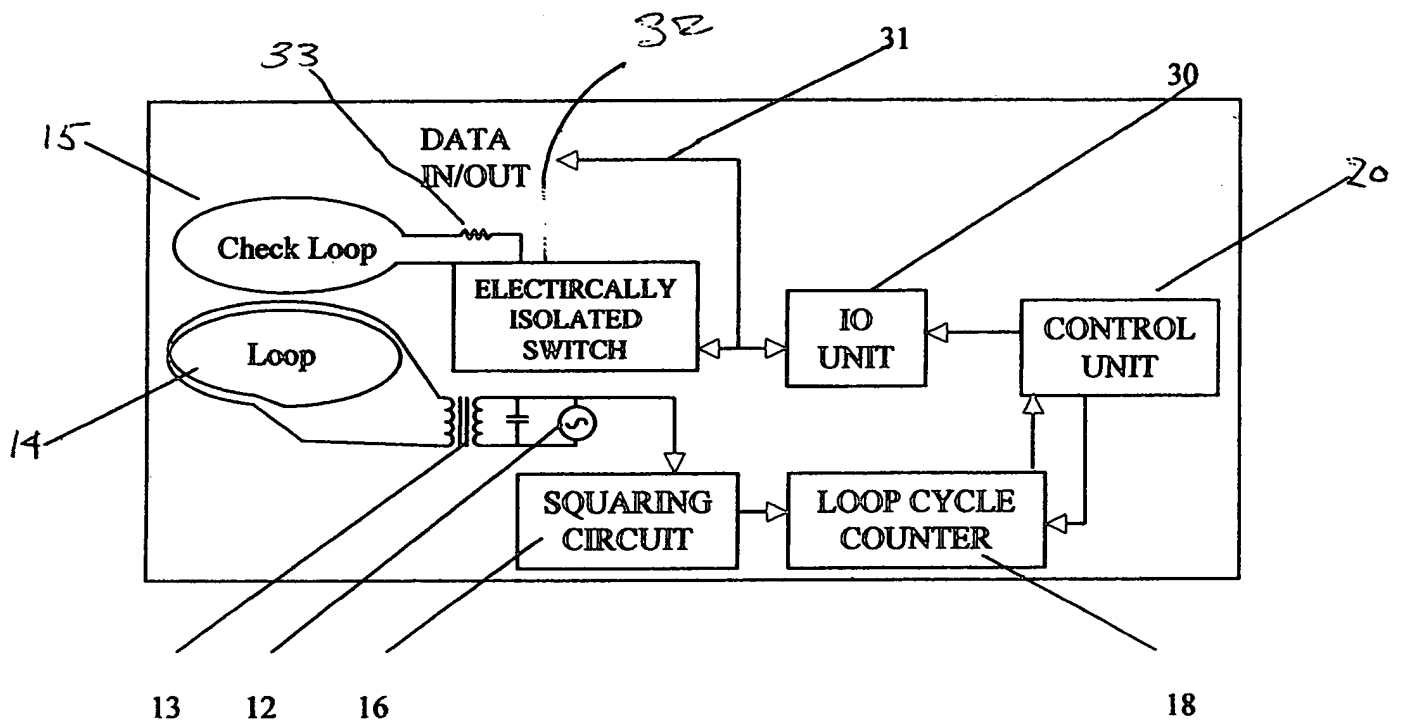 32
31
33
30
15
DATA
IN/OUT
20
Check Loop
ELECTIRCALLY
ISOLATED
SWITCH
IO
UNIT
CONTROL
UNIT
Loop
14
SQUARING
CIRCUIT
LOOP CYCLE
COUNTER
13
12
16
18